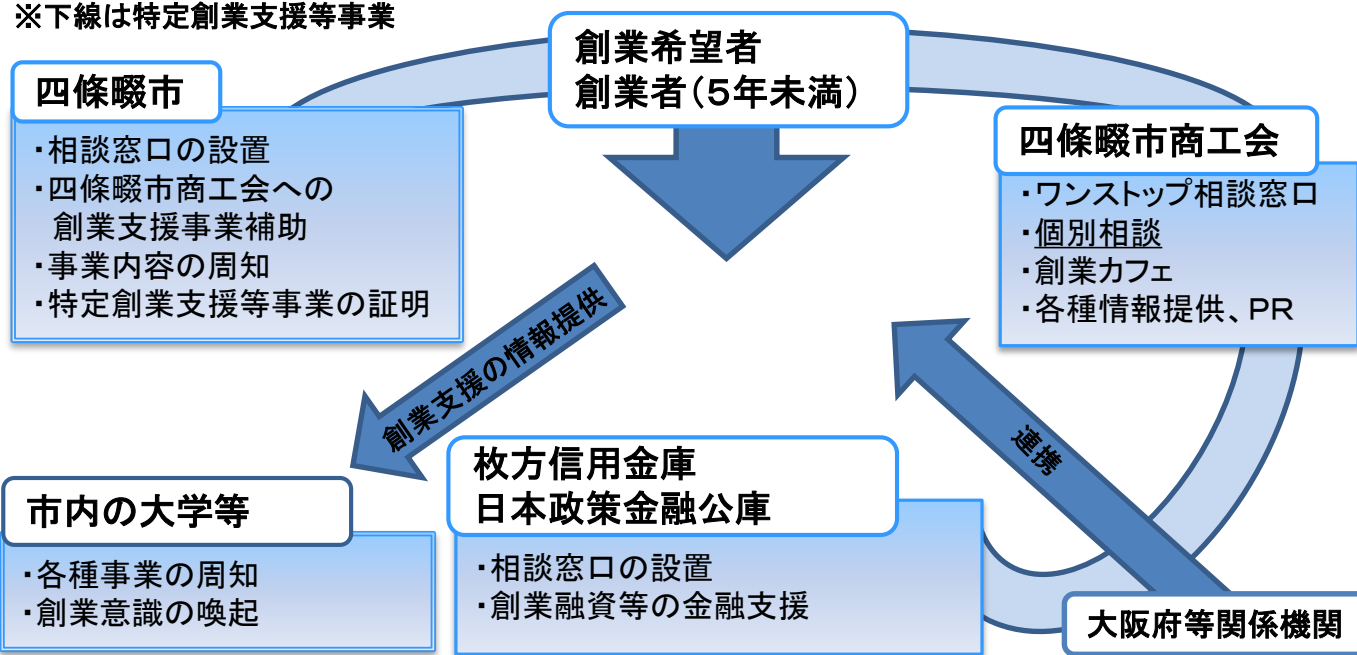 ※下線は特定創業支援等事業
創業希望者
創業者(5年未満)
四條畷市
・相談窓口の設置
・四條畷市商工会への
創業支援事業補助
・事業内容の周知
・特定創業支援等事業の証明
四條畷市商工会
・ワンストップ相談窓口
・個別相談
・創業カフェ
・各種情報提供、PR
創業支援の情報提供
連携
市内の大学等
・各種事業の周知
・創業意識の喚起
枚方信用金庫
日本政策金融公庫
・相談窓口の設置
・創業融資等の金融支援
大阪府等関係機関